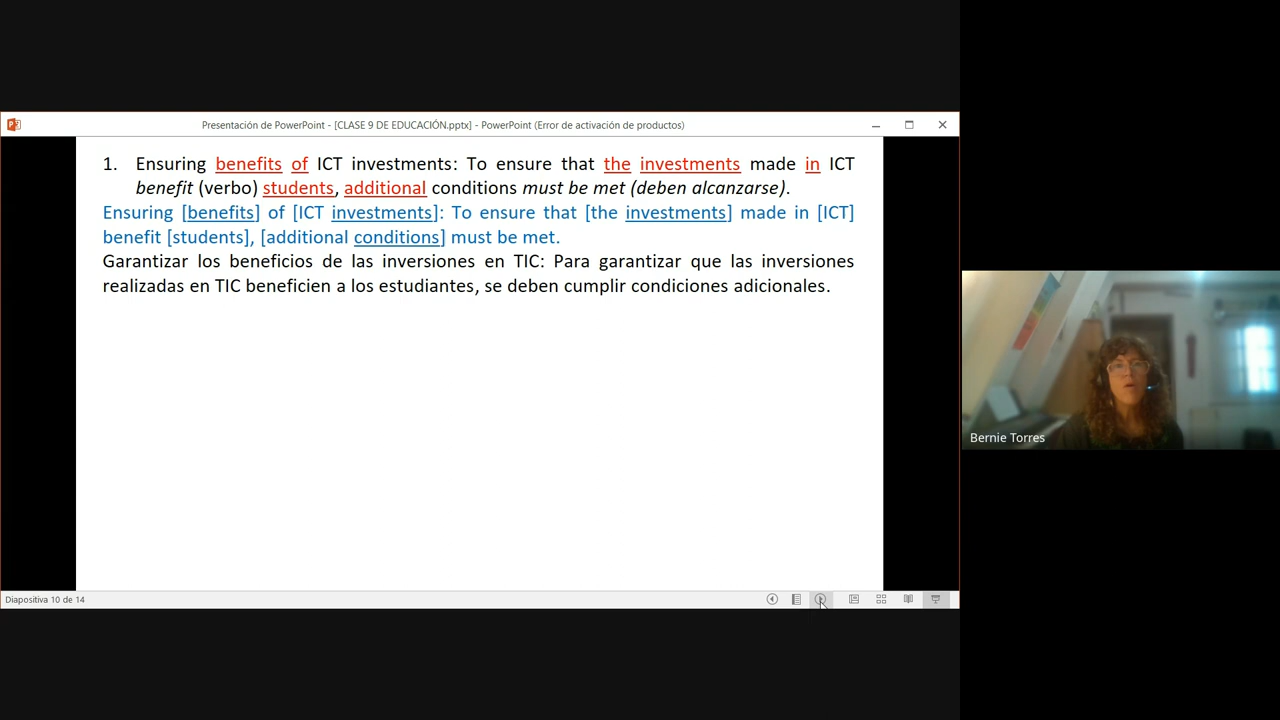 Presentación de PowerPoint - [CLASE 9 DE EDUCACIÓN.pptx] - PowerPoint (Error de activación de productos)
1. Ensuring benefits of ICT investments: To ensure that the investments made in ICT
benefit (verbo) students, additional conditions must be met (deben alcanzarse).
Ensuring [benefits] of [ICT investments]: To ensure that [the investments] made in [ICT]
benefit [students], [additional conditions] must be met.
Garantizar los beneficios de las inversiones en TIC: Para garantizar que las inversiones
realizadas en TIC beneficien a los estudiantes, se deben cumplir condiciones adicionales.
Bernie Torres
Diapositiva 10 de 14